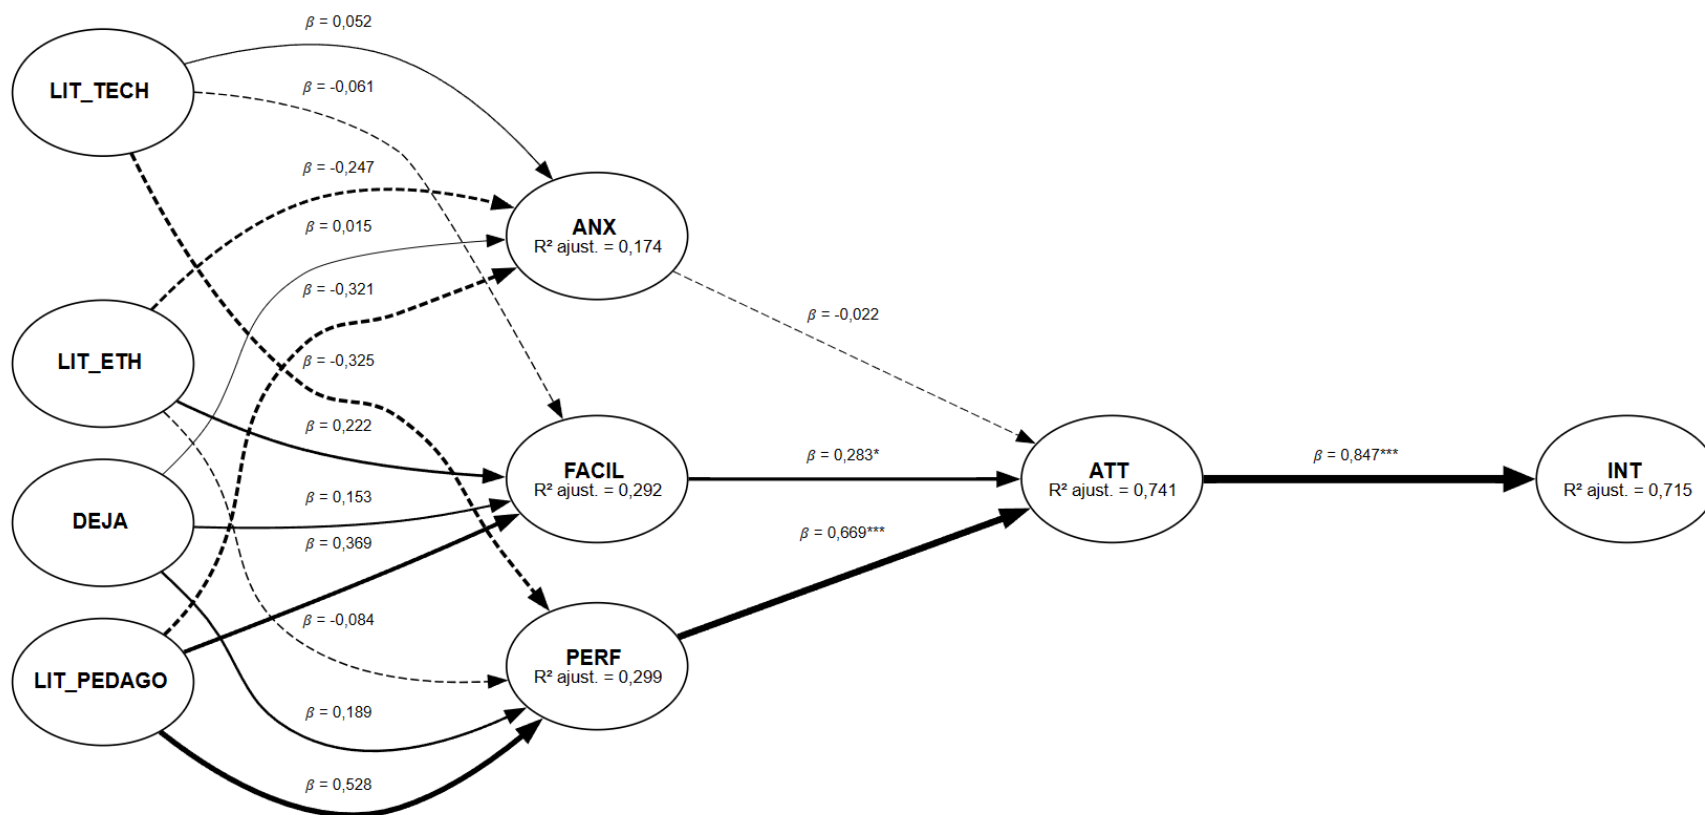 β = 0,052
LIT_TECH
β = -0,061
β = -0,247
β = 0,015
ANX
R² ajust. = 0,174
β = -0,321
β = -0,022
LIT_ETH
β = -0,325
β = 0,222
β = 0,283*
FACIL
R² ajust. = 0,292
ATT
R² ajust. = 0,741
β = 0,847***
INT
R² ajust. = 0,715
β = 0,153
DEJA
β = 0,369
β = 0,669***
β = -0,084
PERF
R² ajust. = 0,299
LIT_PEDAGO
β = 0,189
β = 0,528